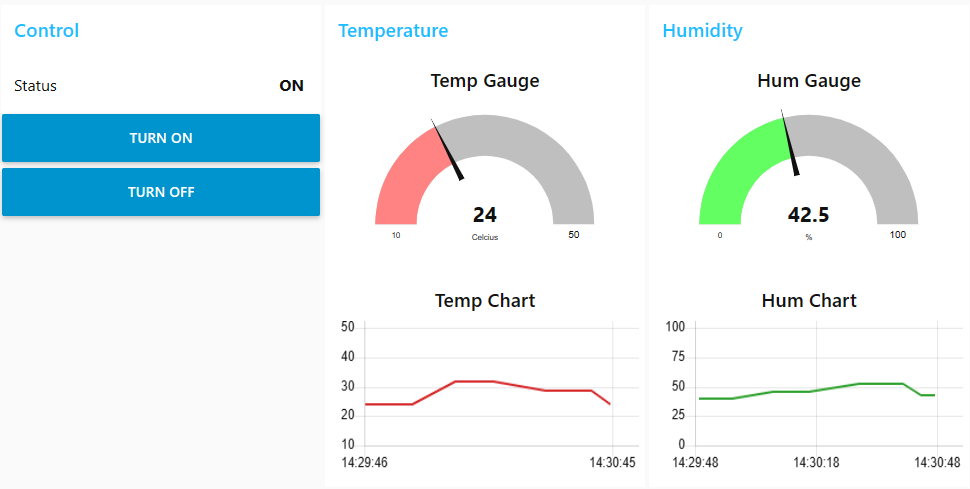 Control
Status ON
TURN ON
TURN OFF
Temperature
Temp Gauge
24
10 Celcius 50
Temp Chart
50
40
30
20
10
14:29:46 14:30:45
Humidity
Hum Gauge
42.5
0 % 100
Hum Chart
100
75
50
25
0
14:29:48 14:30:18 14:30:48